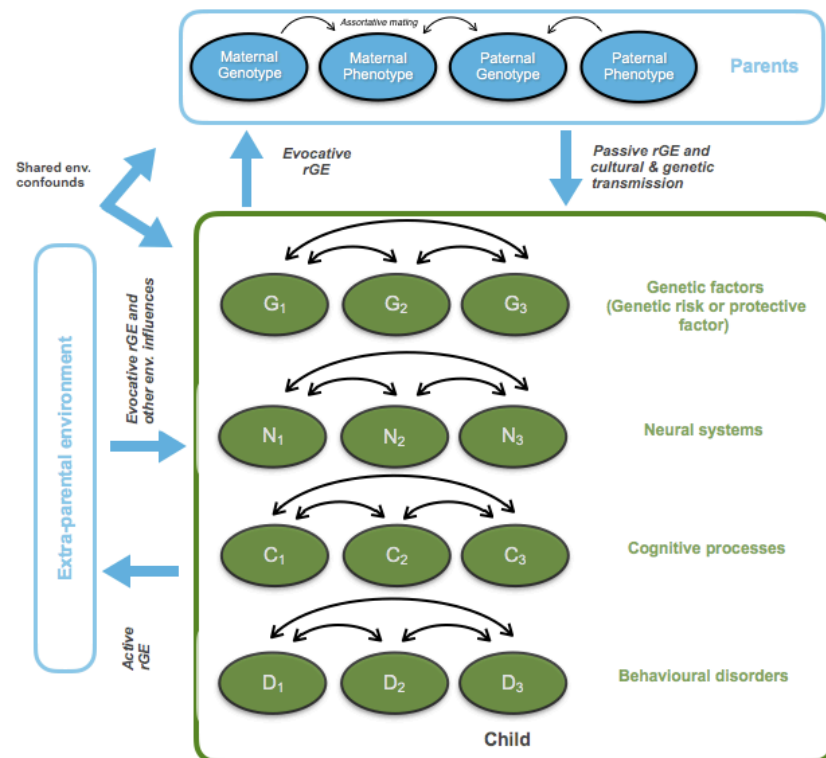 Assortative mating
Maternal
Genotype
Maternal
Phenotype
Paternal
Genotype
Paternal
Phenotype
Parents
Shared env.
confounds
Evocative
rGE
Passive rGE and
cultural & genetic
transmission
G1
G2
G3
Genetic factors
(Genetic risk or protective
factor)
Extra-parental environment
Evocative rGE and
other env. influences
N1
N2
N3
Neural systems
C1
C2
C3
Cognitive processes
Active
rGE
D1
D2
D3
Behavioural disorders
Child